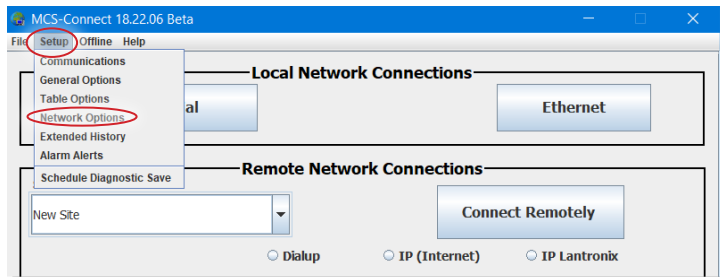 MCS-Connect 18.22.06 Beta
File Setup Offline Help
Communications
General Options
Table Options
Network Options
Extended History
Alarm Alerts
Schedule Diagnostic Save
Local Network Connections
al
Ethernet
Remote Network Connections
New Site
Connect Remotely
Dialup IP (Internet) IP Lantronix